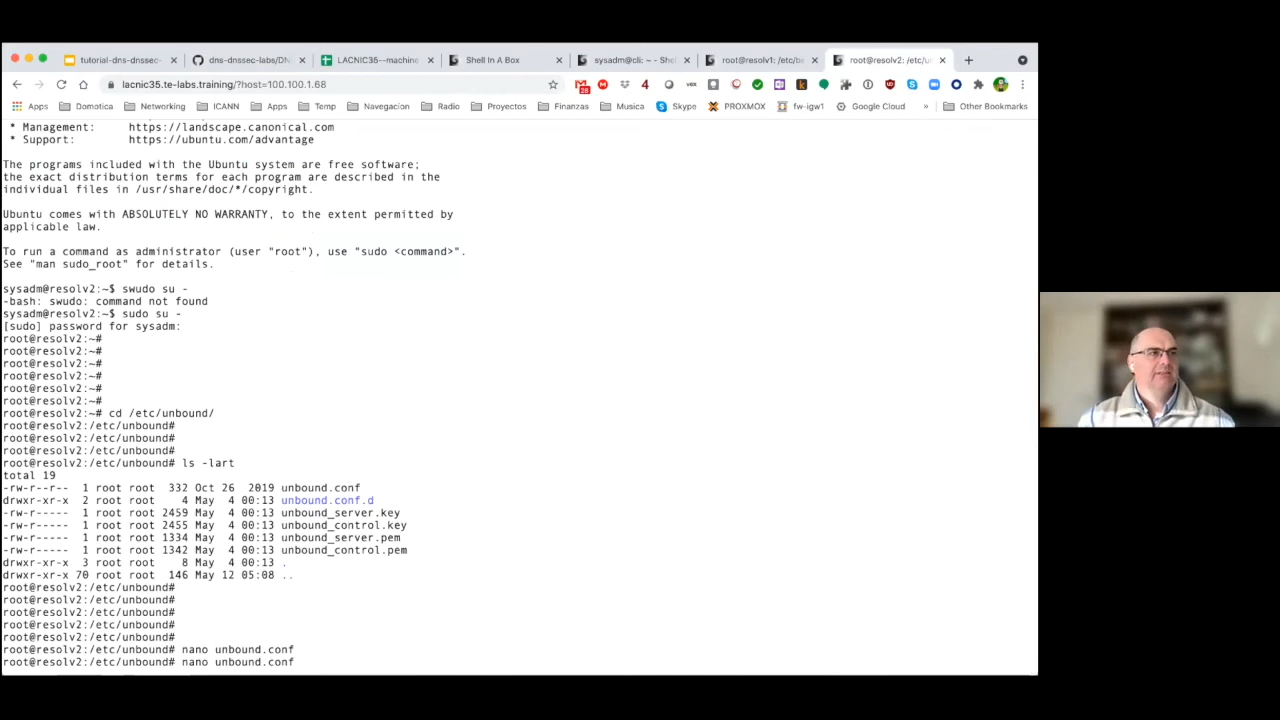 tutorial-dns-dnssec-
dns-dnssec-labs/DN
LACNIC35--machine
Shell In A Box
sysadm@cli: ~ - She
root@resolv1: /etc/be
root@resolv2: /etc/u
lacnic35.te-labs.training/?host=100.100.1.68
Apps
Domotica
Networking
ICANN
Apps
Temp
Navegacion
Radio
Proyectos
Finanzas
Musica
Skype
PROXMOX
fw-igw1
Google Cloud
»
Other Bookmarks
* Management: https://landscape.canonical.com
* Support: https://ubuntu.com/advantage
The programs included with the Ubuntu system are free software;
the exact distribution terms for each program are described in the
individual files in /usr/share/doc/*/copyright.
Ubuntu comes with ABSOLUTELY NO WARRANTY, to the extent permitted by
applicable law.
To run a command as administrator (user "root"), use "sudo <command>".
See "man sudo_root" for details.
sysadm@resolv2:~$ swudo su -
-bash: swudo: command not found
sysadm@resolv2:~$ sudo su -
[sudo] password for sysadm:
root@resolv2:~#
root@resolv2:~#
root@resolv2:~#
root@resolv2:~#
root@resolv2:~#
root@resolv2:~#
root@resolv2:~# cd /etc/unbound/
root@resolv2:/etc/unbound#
root@resolv2:/etc/unbound#
root@resolv2:/etc/unbound#
root@resolv2:/etc/unbound# ls -lart
total 19
-rw-r--r-- 1 root root 332 Oct 26 2019 unbound.conf
drwxr-xr-x 2 root root 4 May 4 00:13 unbound.conf.d
-rw-r----- 1 root root 2459 May 4 00:13 unbound_server.key
-rw-r----- 1 root root 2455 May 4 00:13 unbound_control.key
-rw-r----- 1 root root 1334 May 4 00:13 unbound_server.pem
-rw-r----- 1 root root 1342 May 4 00:13 unbound_control.pem
drwxr-xr-x 3 root root 8 May 4 00:13 .
drwxr-xr-x 70 root root 146 May 12 05:08 ..
root@resolv2:/etc/unbound#
root@resolv2:/etc/unbound#
root@resolv2:/etc/unbound#
root@resolv2:/etc/unbound#
root@resolv2:/etc/unbound#
root@resolv2:/etc/unbound# nano unbound.conf
root@resolv2:/etc/unbound# nano unbound.conf